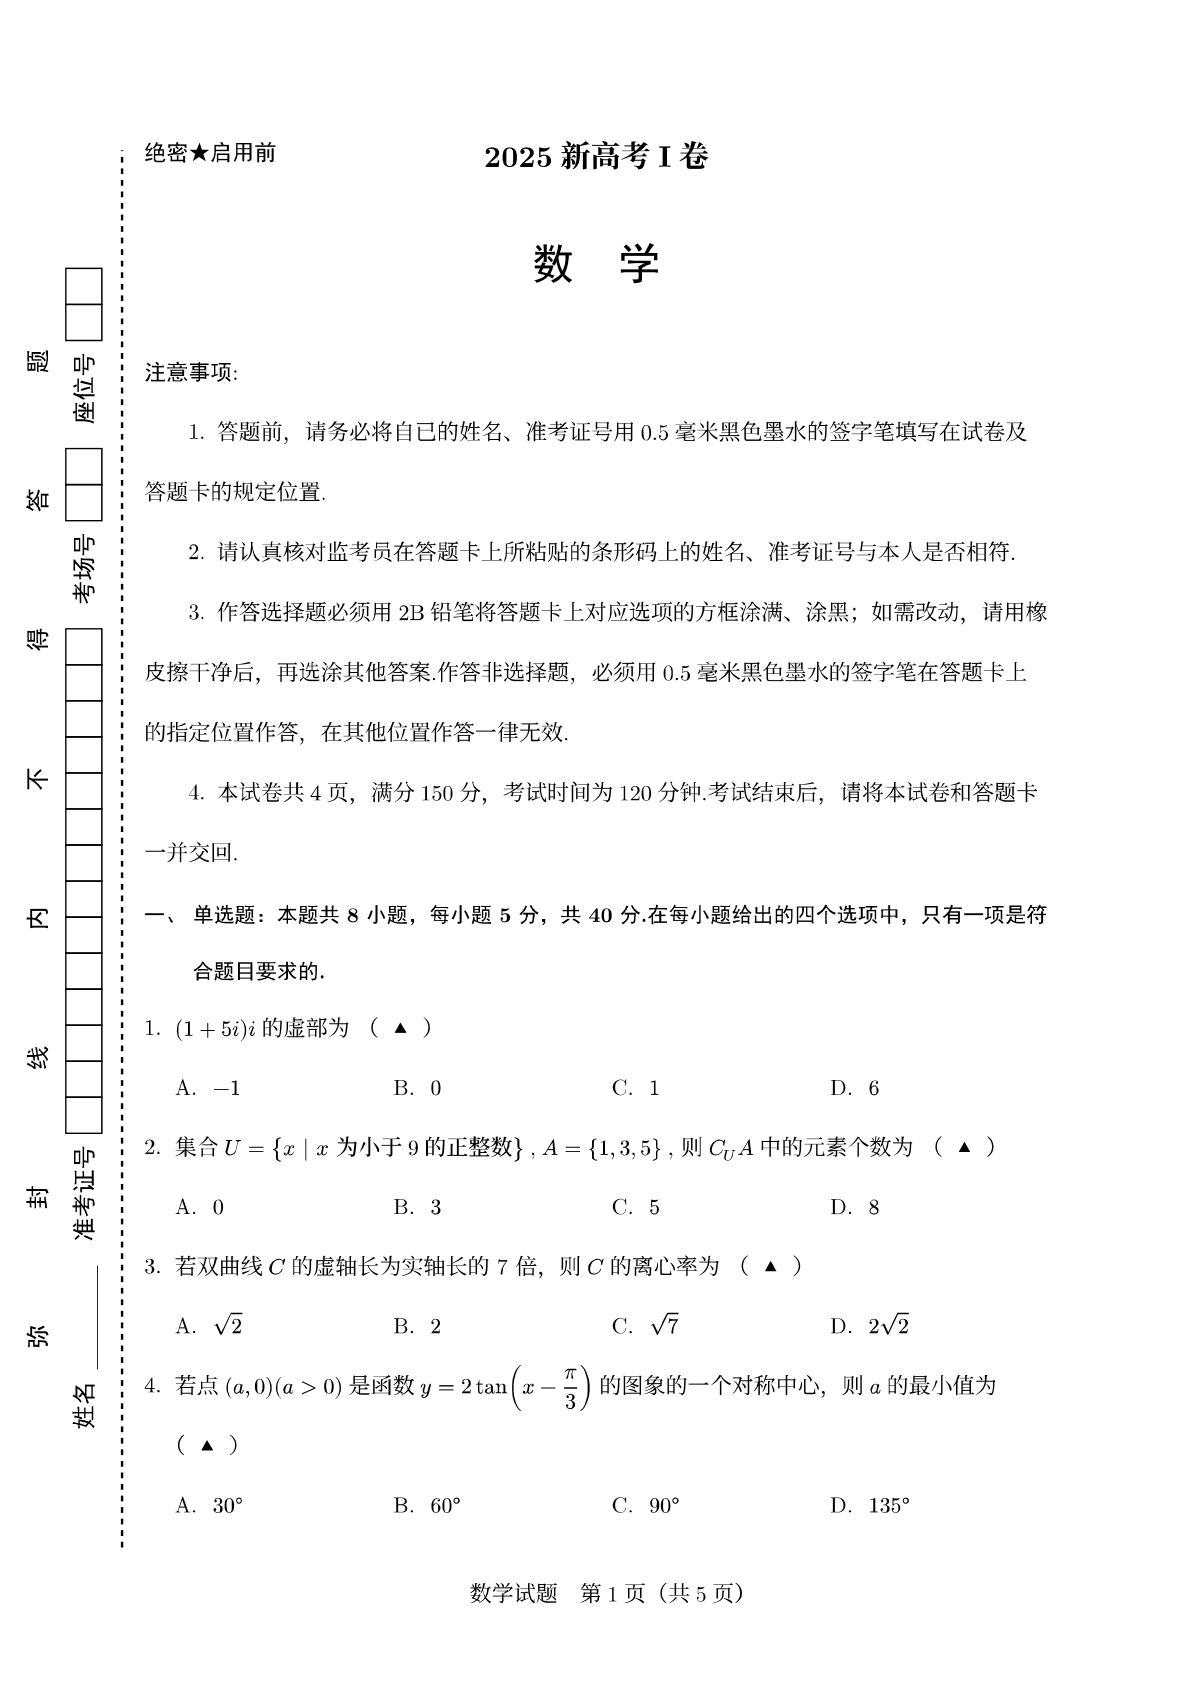 绝密★启用前
2025 新高考 I 卷
数 学
注意事项:
1. 答题前，请务必将自已的姓名、准考证号用 0.5 毫米黑色墨水的签字笔填写在试卷及
答题卡的规定位置.
2. 请认真核对监考员在答题卡上所粘贴的条形码上的姓名、准考证号与本人是否相符.
3. 作答选择题必须用 2B 铅笔将答题卡上对应选项的方框涂满、涂黑；如需改动，请用橡
皮擦干净后，再选涂其他答案.作答非选择题，必须用 0.5 毫米黑色墨水的签字笔在答题卡上
的指定位置作答，在其他位置作答一律无效.
4. 本试卷共 4 页，满分 150 分，考试时间为 120 分钟.考试结束后，请将本试卷和答题卡
一并交回.
一、 单选题：本题共 8 小题，每小题 5 分，共 40 分.在每小题给出的四个选项中，只有一项是符
合题目要求的.
1. (1 + 5i)i 的虚部为 （ ▲ ）
A. −1 B. 0 C. 1 D. 6
2. 集合 U = {x | x 为小于 9 的正整数} , A = {1, 3, 5} , 则 C_U A 中的元素个数为 （ ▲ ）
A. 0 B. 3 C. 5 D. 8
3. 若双曲线 C 的虚轴长为实轴长的 7 倍，则 C 的离心率为 （ ▲ ）
A. √2 B. 2 C. √7 D. 2√2
4. 若点 (a, 0)(a > 0) 是函数 y = 2 tan(x − π/3) 的图象的一个对称中心，则 a 的最小值为
（ ▲ ）
A. 30° B. 60° C. 90° D. 135°
数学试题 第 1 页（共 5 页）
姓名 准考证号 考场号 座位号
弥 封 线 内 不 得 答 题